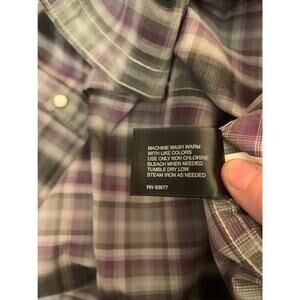 MACHINE WASH WARM
WITH LIKE COLORS
USE ONLY NON CHLORINE
BLEACH WHEN NEEDED
TUMBLE DRY LOW
STEAM IRON AS NEEDED
RN 93677